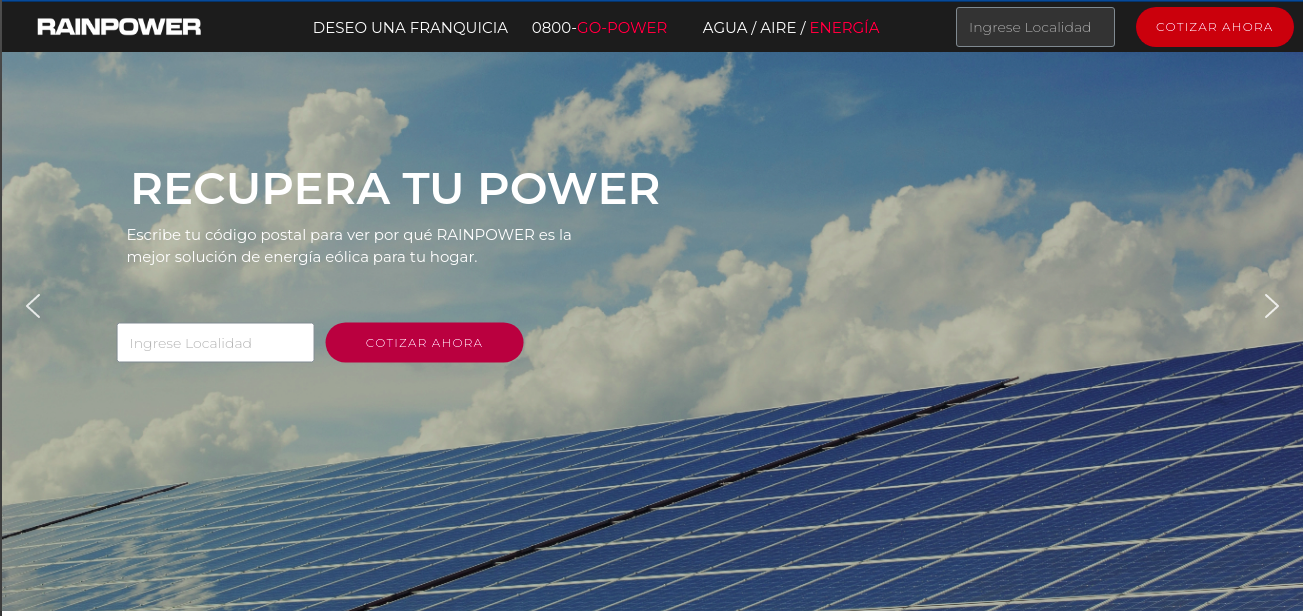 RAINPOWER
DESEO UNA FRANQUICIA
0800-GO-POWER
AGUA / AIRE / ENERGÍA
Ingrese Localidad
COTIZAR AHORA
RECUPERA TU POWER
Escribe tu código postal para ver por qué RAINPOWER es la
mejor solución de energía eólica para tu hogar.
Ingrese Localidad
COTIZAR AHORA